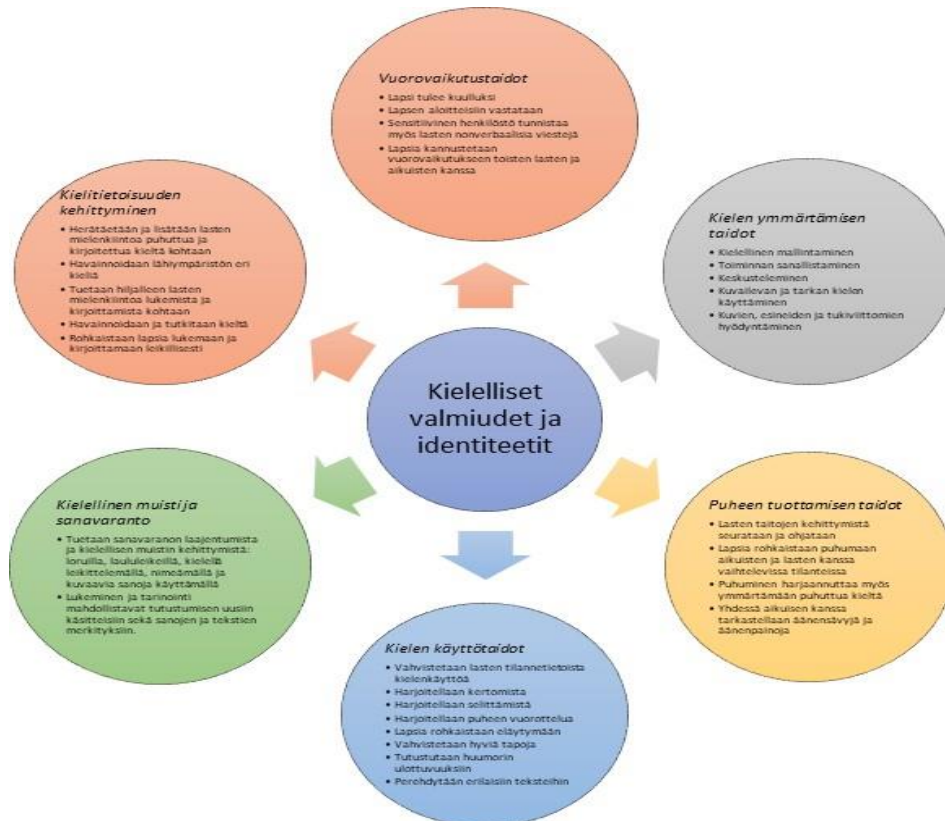 Vuorovaikutustaidot
• Lapsi tulee kuulluksi
• Lapsen aloitteisiin vastataan
• Sensitiivinen henkilöstö tunnistaa
myös lasten nonverbaalisia viestejä
• Lapsia kannustetaan
vuorovaikutukseen toisten lasten ja
aikuisten kanssa
Kielen ymmärtämisen
taidot
• Kielellinen mallintaminen
• Toiminnan sanallistaminen
• Keskusteleminen
• Kuvailevan ja tarkan kielen
käyttäminen
• Kuvien, esineiden ja tukiviittomien
hyödyntäminen
Puheen tuottamisen taidot
• Lasten taitojen kehittymistä
seurataan ja ohjataan
• Lapsia rohkaistaan puhumaan
aikuisten ja lasten kanssa
vaihtelevissa tilanteissa
• Puhuminen harjaannuttaa myös
ymmärtämään puhuttua kieltä
• Yhdessä aikuisen kanssa
tarkastellaan äänensävyjä ja
äänenpainoja
Kielen käyttötaidot
• Vahvistetaan lasten tilannetietoista
kielenkäyttöä
• Harjoitellaan kertomista
• Harjoitellaan selittämistä
• Harjoitellaan puheen vuorottelua
• Lapsia rohkaistaan eläytymään
• Vahvistetaan hyviä tapoja
• Tutustutaan huumorin
ulottuvuuksiin
• Perehdytään erilaisiin teksteihin
Kielellinen muisti ja
sanavaranto
• Tuetaan sanavaranon laajentumista
ja kielellisen muistin kehittymistä:
loruilla, laululeikeillä, kielellä
leikittelemällä, nimeämällä ja
kuvaavia sanoja käyttämällä
• Lukeminen ja tarinointi
mahdollistavat tutustumisen uusiin
käsitteisiin sekä sanojen ja tekstien
merkityksiin.
Kielitietoisuuden
kehittyminen
• Herätäetään ja lisätään lasten
mielenkiintoa puhuttua ja
kirjoitettua kieltä kohtaan
• Havainnoidaan lähiympäristön eri
kieliä
• Tuetaan hiljalleen lasten
mielenkiintoa lukemista ja
kirjoittamista kohtaan
• Havainnoidaan ja tutkitaan kieltä
• Rohkaistaan lapsia lukemaan ja
kirjoittamaan leikillisesti
Kielelliset
valmiudet ja
identiteetit